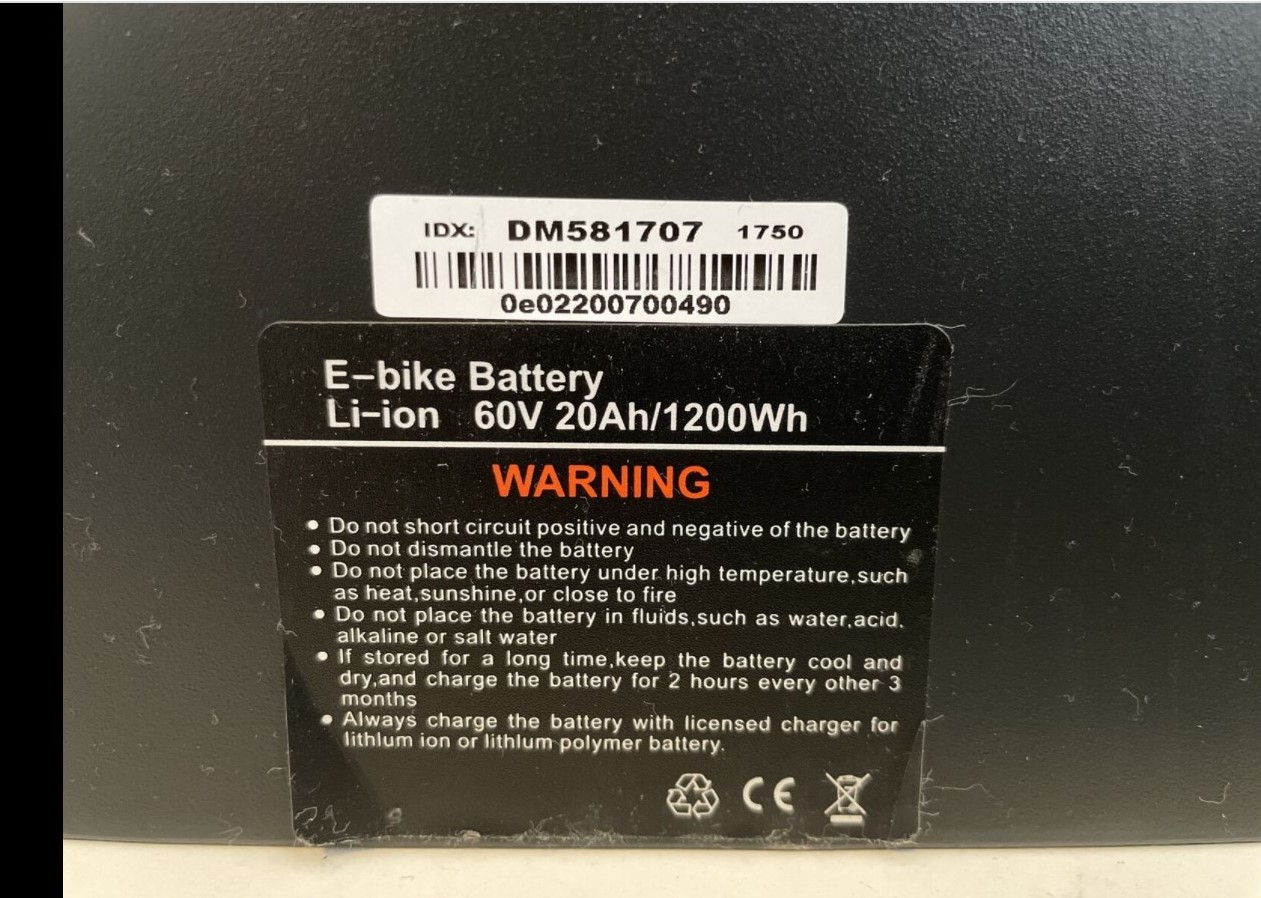 IDX: DM581707 1750
0e02200700490
E-bike Battery
Li-ion 60V 20Ah/1200Wh
WARNING
• Do not short circuit positive and negative of the battery
• Do not dismantle the battery
• Do not place the battery under high temperature,such
as heat,sunshine,or close to fire
• Do not place the battery in fluids,such as water,acid,
alkaline or salt water
• If stored for a long time,keep the battery cool and
dry,and charge the battery for 2 hours every other 3
months
• Always charge the battery with licensed charger for
lithlum ion or lithlum polymer battery.
CE